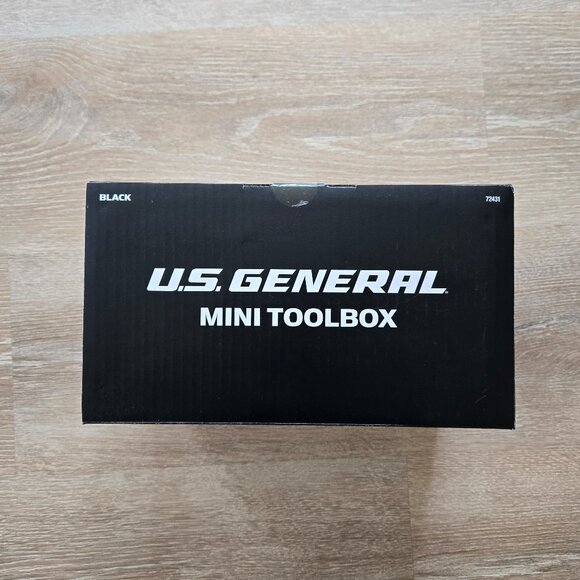 BLACK
72431
U.S. GENERAL
MINI TOOLBOX